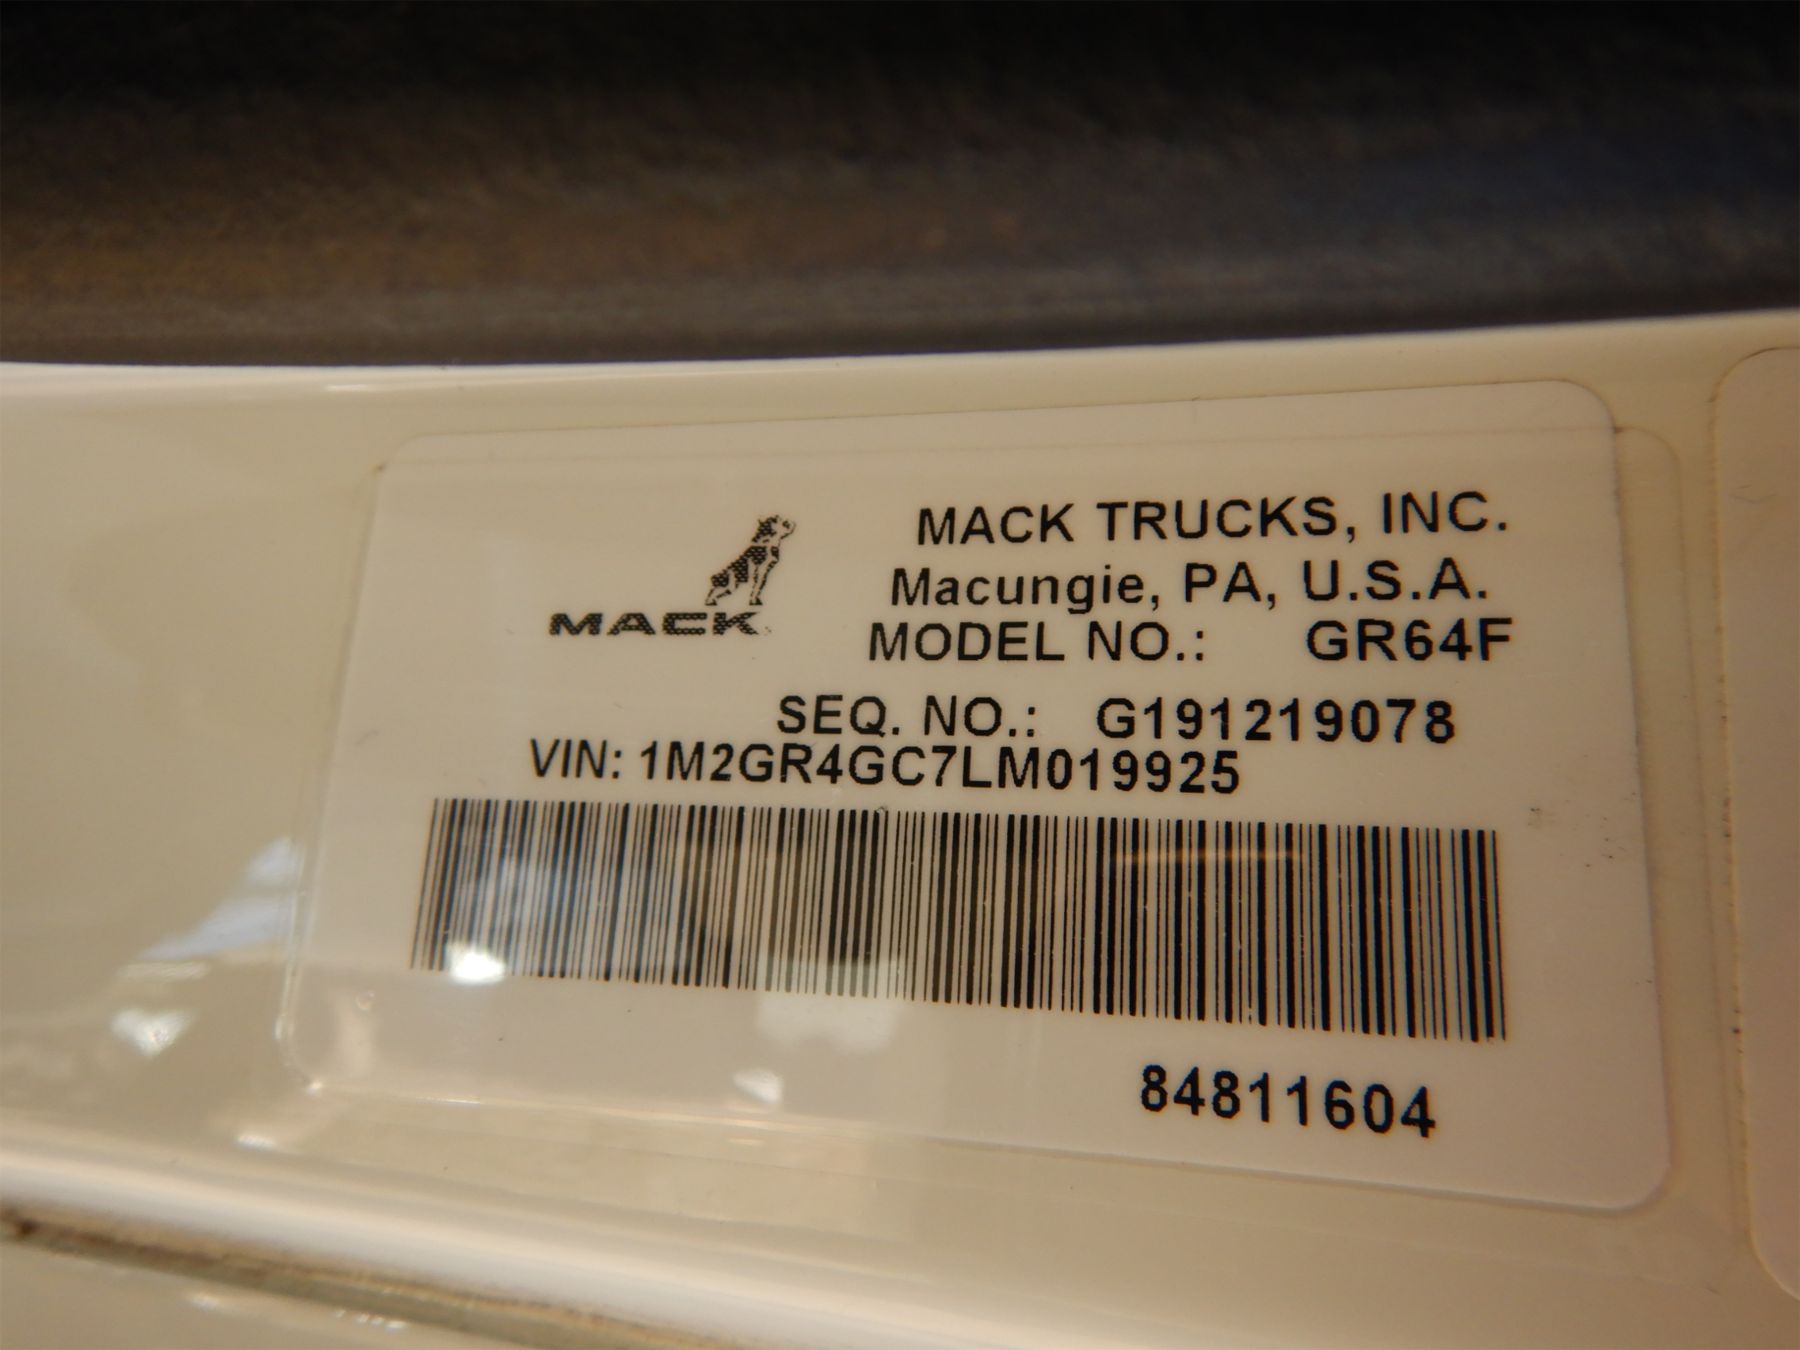 MACK
MACK TRUCKS, INC.
Macungie, PA, U.S.A.
MODEL NO.: GR64F
SEQ. NO.: G191219078
VIN: 1M2GR4GC7LM019925
84811604